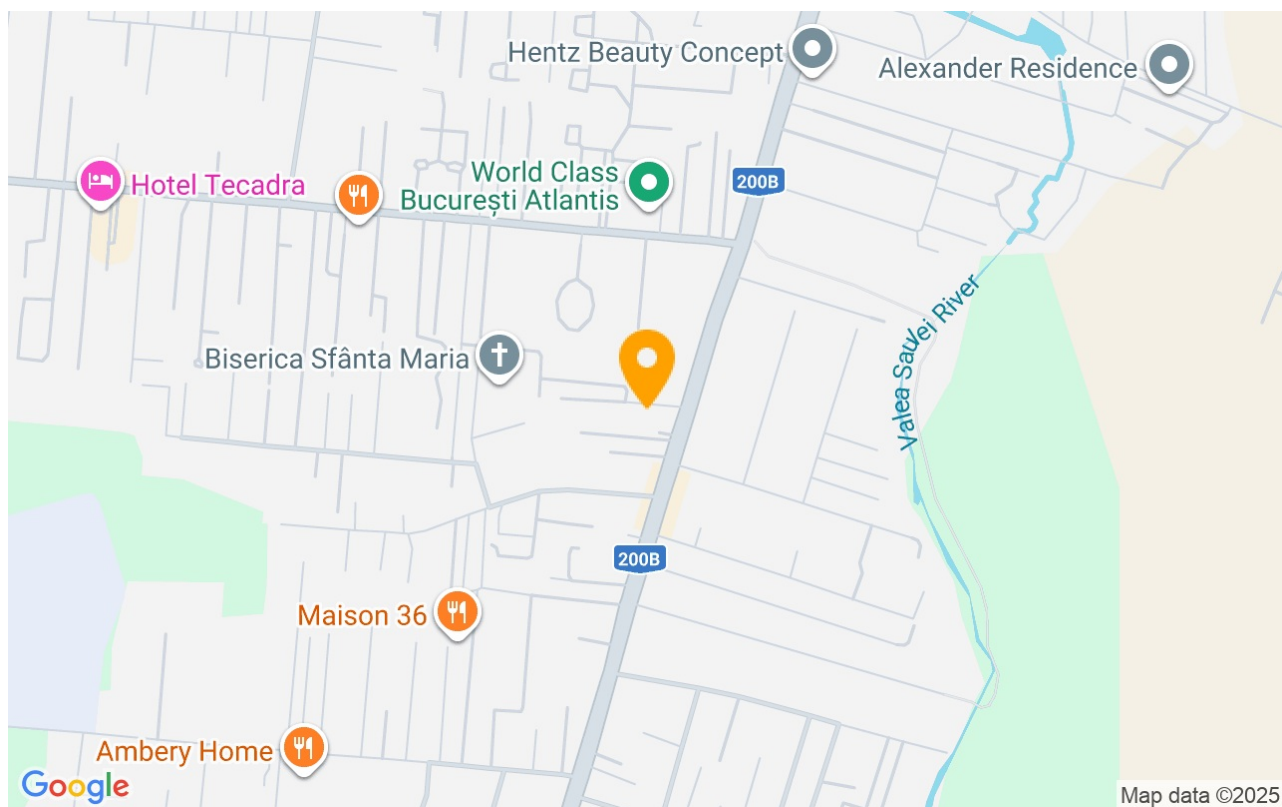 Hentz Beauty Concept
Alexander Residence
World Class
București Atlantis
200B
Hotel Tecadra
Valea Saulei River
Biserica Sfânta Maria
200B
Maison 36
Ambery Home
Google
Map data ©2025